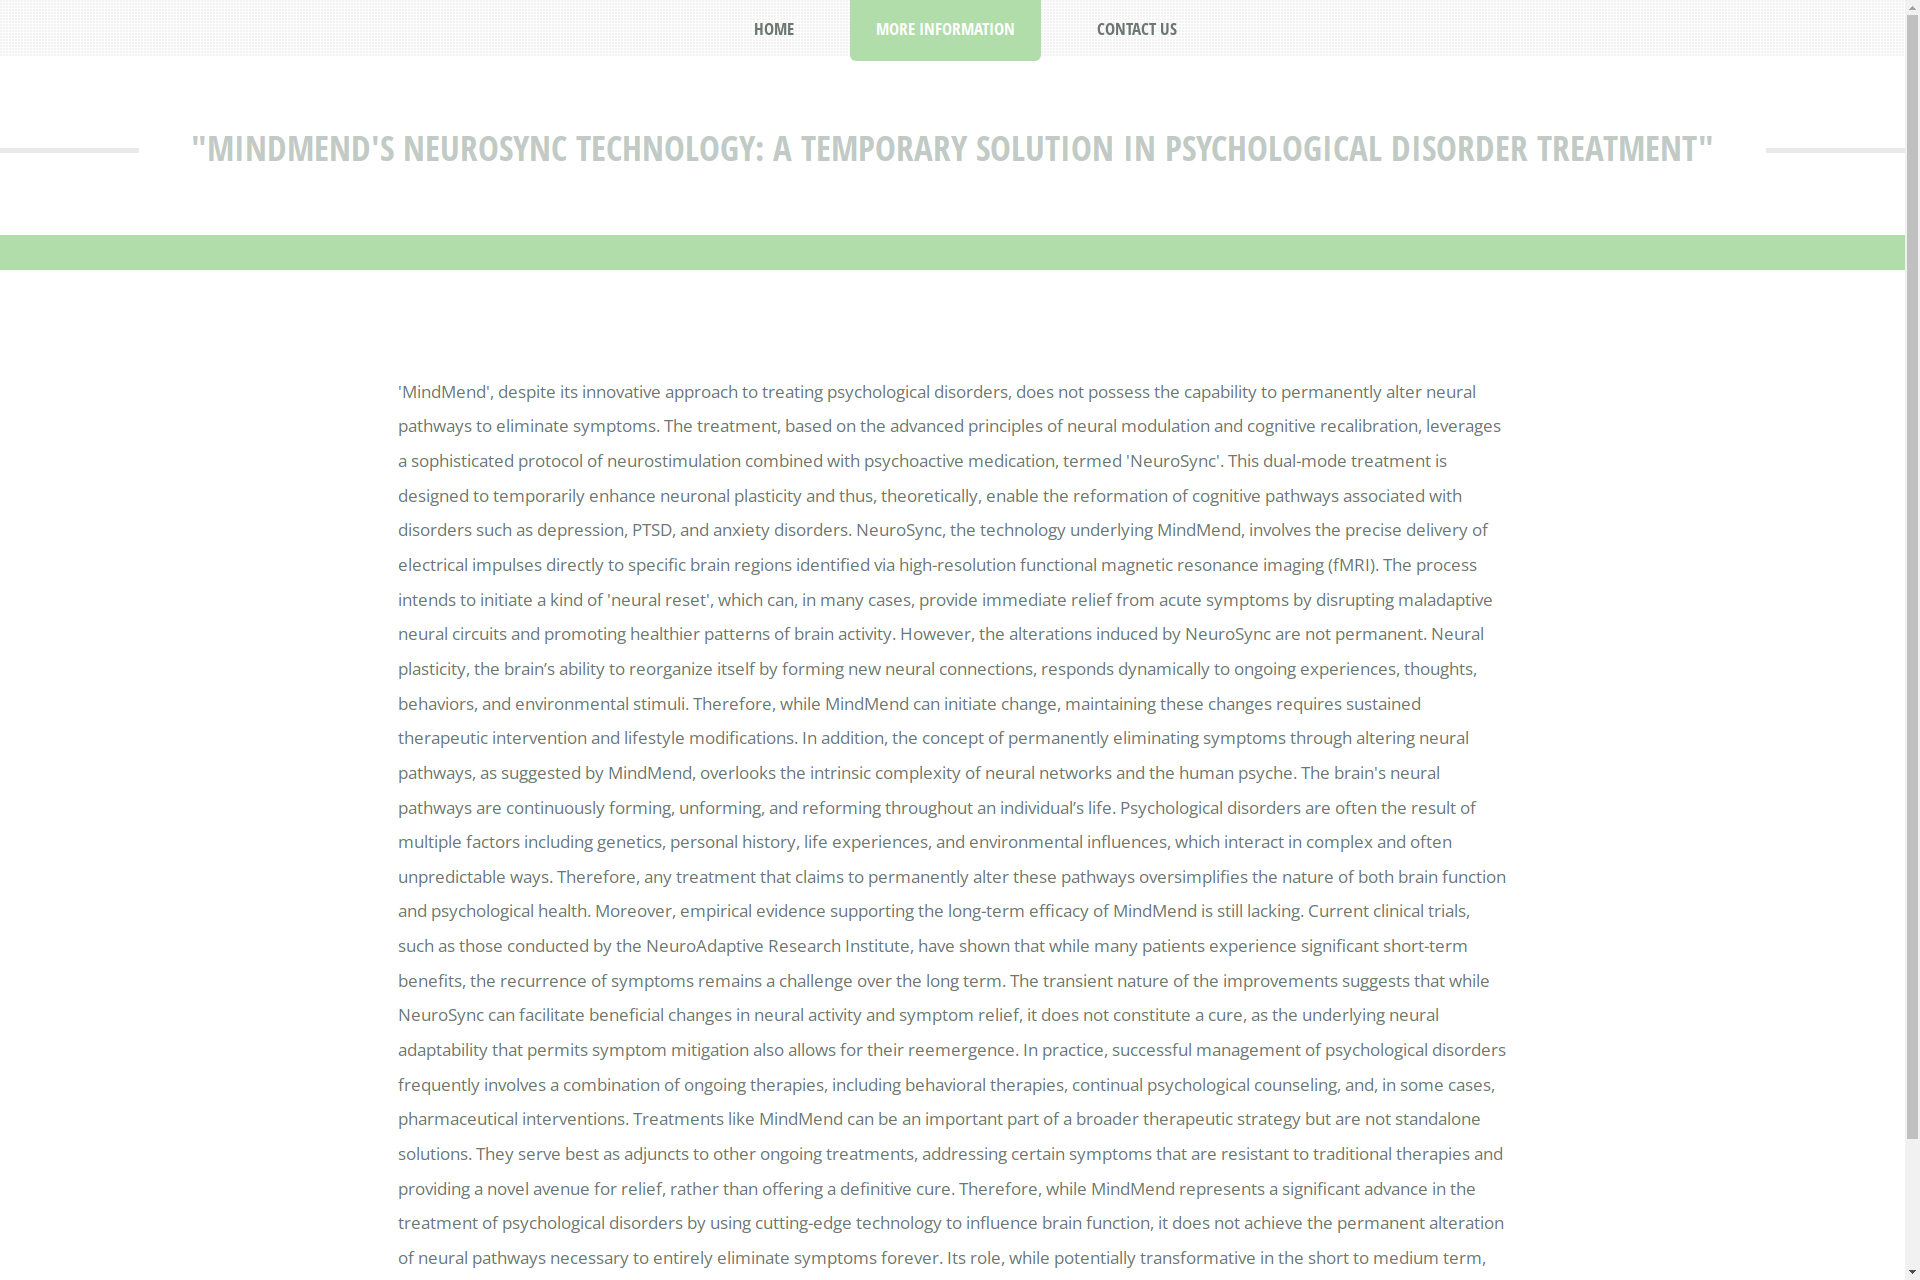 HOME
MORE INFORMATION
CONTACT US
"MINDMEND'S NEUROSYNC TECHNOLOGY: A TEMPORARY SOLUTION IN PSYCHOLOGICAL DISORDER TREATMENT"
'MindMend', despite its innovative approach to treating psychological disorders, does not possess the capability to permanently alter neural
pathways to eliminate symptoms. The treatment, based on the advanced principles of neural modulation and cognitive recalibration, leverages
a sophisticated protocol of neurostimulation combined with psychoactive medication, termed 'NeuroSync'. This dual-mode treatment is
designed to temporarily enhance neuronal plasticity and thus, theoretically, enable the reformation of cognitive pathways associated with
disorders such as depression, PTSD, and anxiety disorders. NeuroSync, the technology underlying MindMend, involves the precise delivery of
electrical impulses directly to specific brain regions identified via high-resolution functional magnetic resonance imaging (fMRI). The process
intends to initiate a kind of 'neural reset', which can, in many cases, provide immediate relief from acute symptoms by disrupting maladaptive
neural circuits and promoting healthier patterns of brain activity. However, the alterations induced by NeuroSync are not permanent. Neural
plasticity, the brain’s ability to reorganize itself by forming new neural connections, responds dynamically to ongoing experiences, thoughts,
behaviors, and environmental stimuli. Therefore, while MindMend can initiate change, maintaining these changes requires sustained
therapeutic intervention and lifestyle modifications. In addition, the concept of permanently eliminating symptoms through altering neural
pathways, as suggested by MindMend, overlooks the intrinsic complexity of neural networks and the human psyche. The brain's neural
pathways are continuously forming, unforming, and reforming throughout an individual’s life. Psychological disorders are often the result of
multiple factors including genetics, personal history, life experiences, and environmental influences, which interact in complex and often
unpredictable ways. Therefore, any treatment that claims to permanently alter these pathways oversimplifies the nature of both brain function
and psychological health. Moreover, empirical evidence supporting the long-term efficacy of MindMend is still lacking. Current clinical trials,
such as those conducted by the NeuroAdaptive Research Institute, have shown that while many patients experience significant short-term
benefits, the recurrence of symptoms remains a challenge over the long term. The transient nature of the improvements suggests that while
NeuroSync can facilitate beneficial changes in neural activity and symptom relief, it does not constitute a cure, as the underlying neural
adaptability that permits symptom mitigation also allows for their reemergence. In practice, successful management of psychological disorders
frequently involves a combination of ongoing therapies, including behavioral therapies, continual psychological counseling, and, in some cases,
pharmaceutical interventions. Treatments like MindMend can be an important part of a broader therapeutic strategy but are not standalone
solutions. They serve best as adjuncts to other ongoing treatments, addressing certain symptoms that are resistant to traditional therapies and
providing a novel avenue for relief, rather than offering a definitive cure. Therefore, while MindMend represents a significant advance in the
treatment of psychological disorders by using cutting-edge technology to influence brain function, it does not achieve the permanent alteration
of neural pathways necessary to entirely eliminate symptoms forever. Its role, while potentially transformative in the short to medium term,